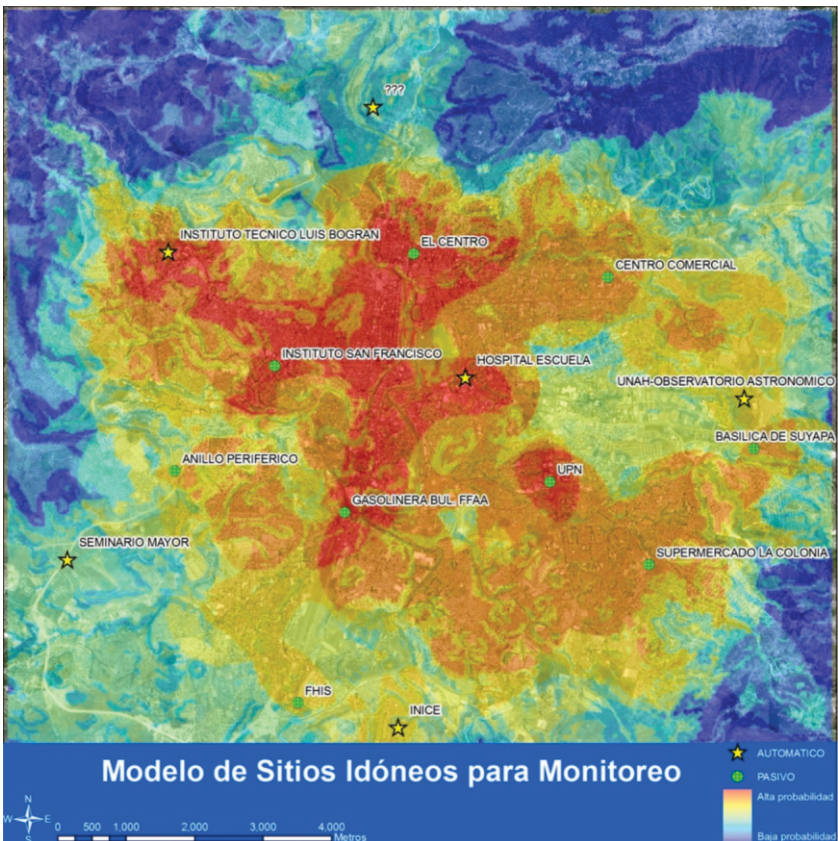 ???
INSTITUTO TECNICO LUIS BOGRAN
EL CENTRO
CENTRO COMERCIAL
INSTITUTO SAN FRANCISCO
HOSPITAL ESCUELA
UNAH-OBSERVATORIO ASTRONOMICO
BASILICA DE SUYAPA
ANILLO PERIFERICO
UPN
GASOLINERA BUL. FFAA
SEMINARIO MAYOR
SUPERMERCADO LA COLONIA
FHIS
INICE
Modelo de Sitios Idóneos para Monitoreo
AUTOMATICO
PASIVO
Alta probabilidad
Baja probabilidad
N
W E
S
0 500 1.000 2.000 3.000 4.000
Metros